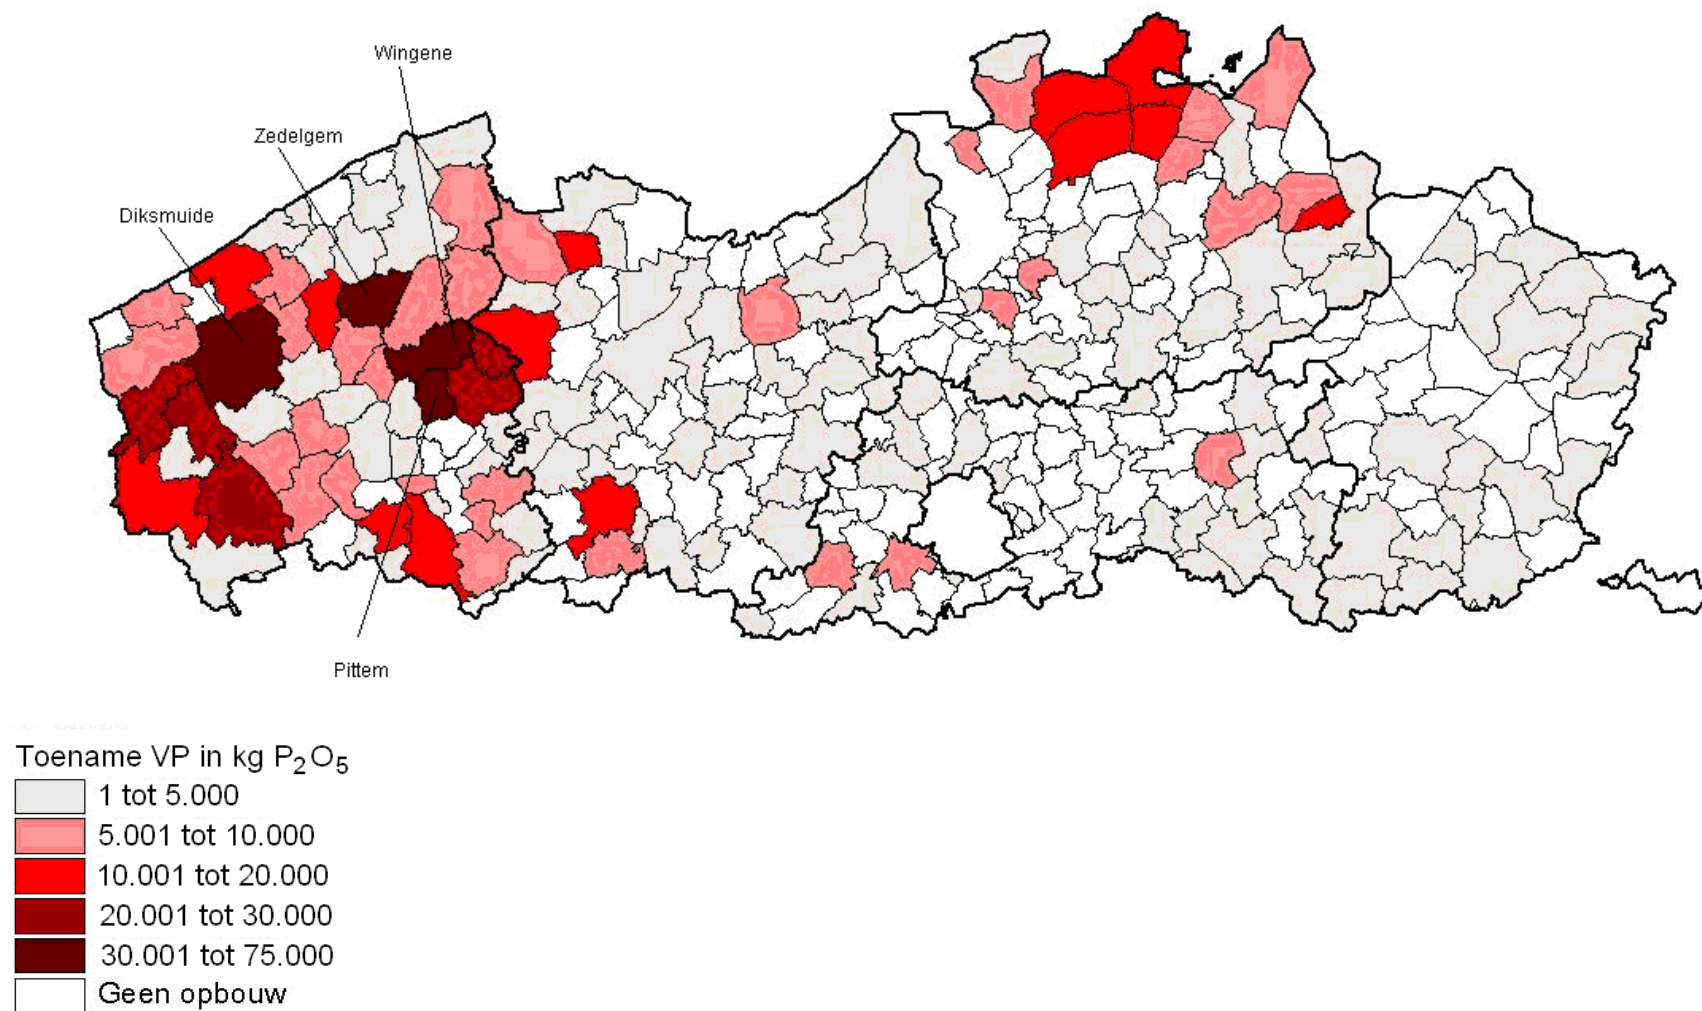 Wingene
Zedelgem
Diksmuide
Pittem
Toename VP in kg P₂O₅
1 tot 5.000
5.001 tot 10.000
10.001 tot 20.000
20.001 tot 30.000
30.001 tot 75.000
Geen opbouw